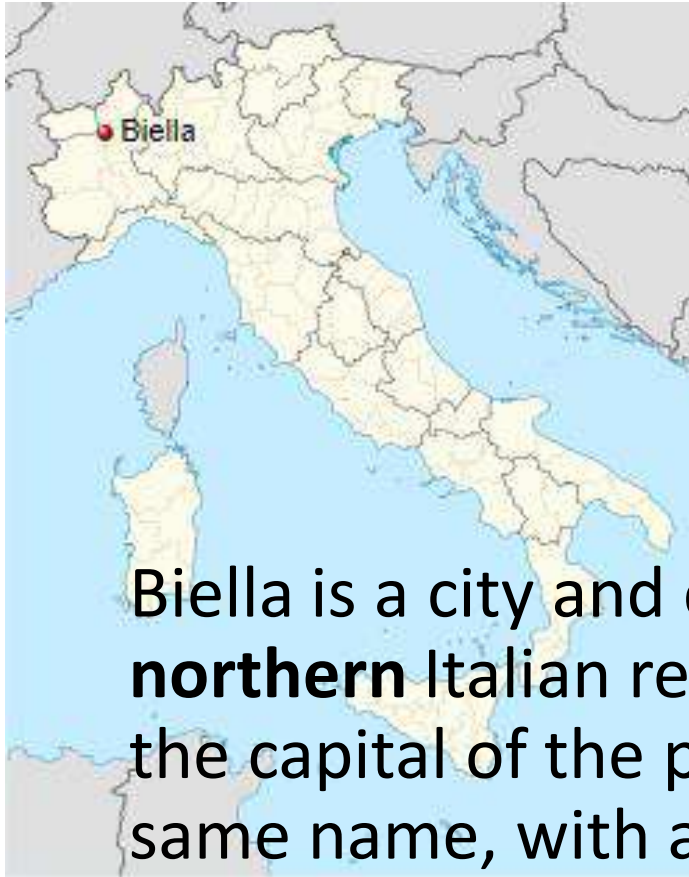 Biella
Biella is a city and
northern Italian re
the capital of the p
same name, with a